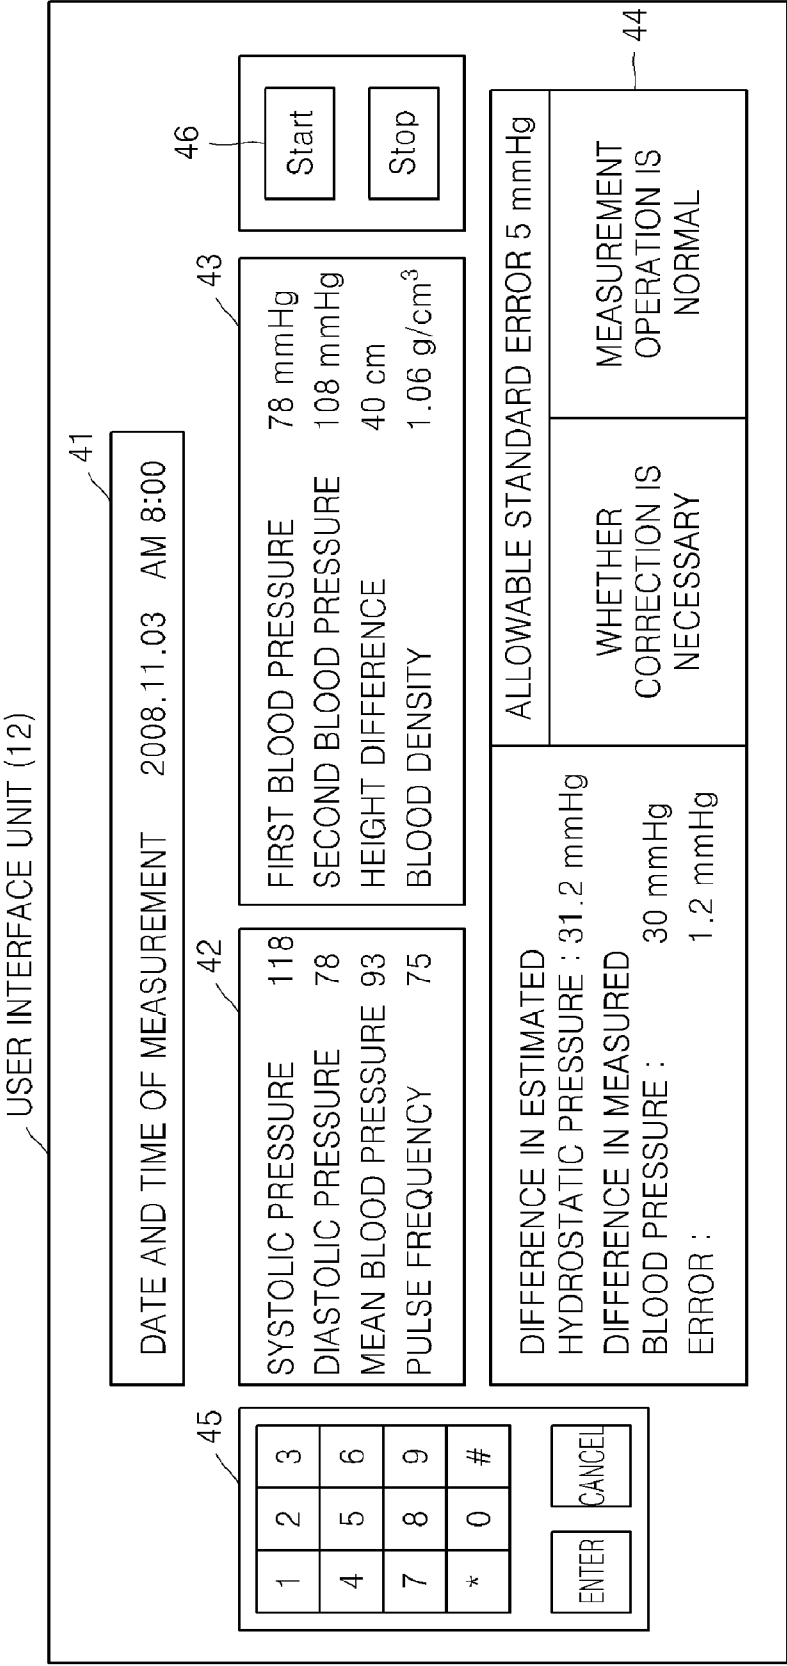 USER INTERFACE UNIT (12)
41
DATE AND TIME OF MEASUREMENT 2008.11.03 AM 8:00
45
1 2 3
4 5 6
7 8 9
* 0 #
ENTER CANCEL
42
SYSTOLIC PRESSURE 118
DIASTOLIC PRESSURE 78
MEAN BLOOD PRESSURE 93
PULSE FREQUENCY 75
43
FIRST BLOOD PRESSURE 78 mmHg
SECOND BLOOD PRESSURE 108 mmHg
HEIGHT DIFFERENCE 40 cm
BLOOD DENSITY 1.06 g/cm³
46
Start
Stop
DIFFERENCE IN ESTIMATED
HYDROSTATIC PRESSURE : 31.2 mmHg
DIFFERENCE IN MEASURED
BLOOD PRESSURE : 30 mmHg
ERROR : 1.2 mmHg
ALLOWABLE STANDARD ERROR 5 mmHg
WHETHER
CORRECTION IS
NECESSARY
MEASUREMENT
OPERATION IS
NORMAL
44